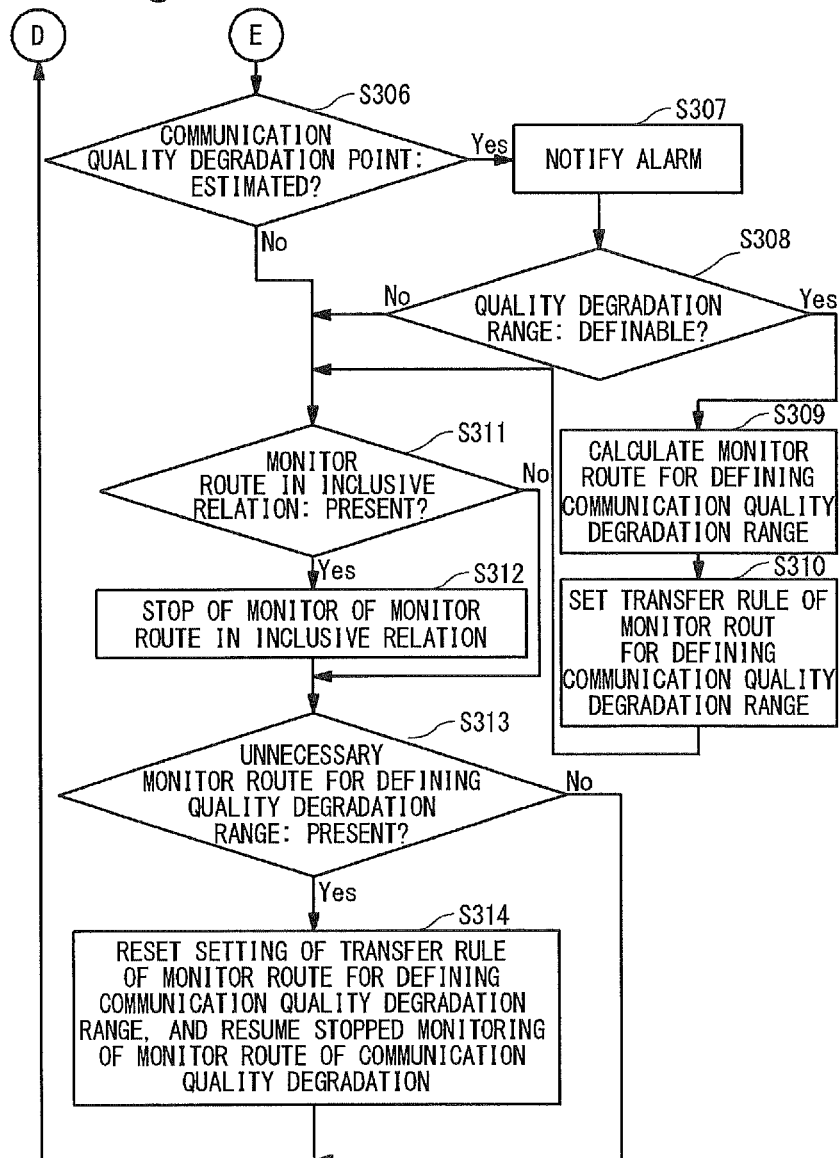 D
E
S306
COMMUNICATION
QUALITY DEGRADATION POINT:
ESTIMATED?
Yes
No
S307
NOTIFY ALARM
S308
QUALITY DEGRADATION
RANGE: DEFINABLE?
No
Yes
S309
CALCULATE MONITOR
ROUTE FOR DEFINING
COMMUNICATION QUALITY
DEGRADATION RANGE
S310
SET TRANSFER RULE OF
MONITOR ROUT
FOR DEFINING
COMMUNICATION QUALITY
DEGRADATION RANGE
S311
MONITOR
ROUTE IN INCLUSIVE
RELATION: PRESENT?
No
Yes
S312
STOP OF MONITOR OF MONITOR
ROUTE IN INCLUSIVE RELATION
S313
UNNECESSARY
MONITOR ROUTE FOR DEFINING
QUALITY DEGRADATION
RANGE: PRESENT?
No
Yes
S314
RESET SETTING OF TRANSFER RULE
OF MONITOR ROUTE FOR DEFINING
COMMUNICATION QUALITY DEGRADATION
RANGE, AND RESUME STOPPED MONITORING
OF MONITOR ROUTE OF COMMUNICATION
QUALITY DEGRADATION